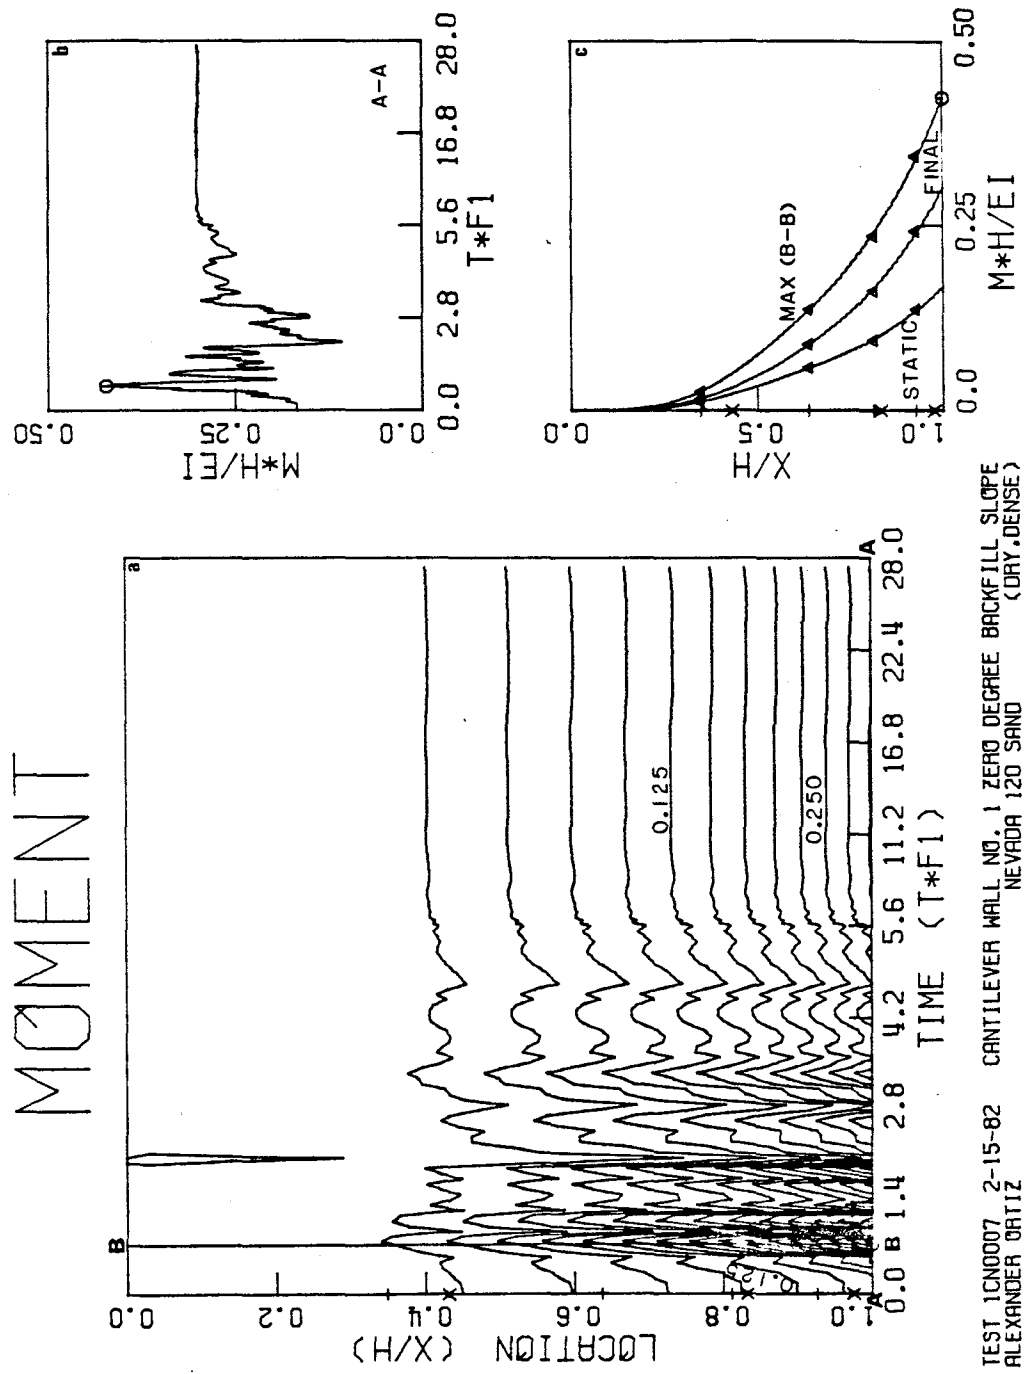 MOMENT
a
B
0.0
0.2
0.4
0.6
0.8
1.0
LOCATION (X/H)
0.125
0.250
A
A
0.0 B 1.4 2.8 4.2 5.6 11.2 16.8 22.4 28.0
TIME (T*F1)
b
0.50
0.25
0.0
M*H/EI
A-A
0.0 2.8 5.6 16.8 28.0
T*F1
c
0.0
0.5
1.0
X/H
MAX (B-B)
STATIC
FINAL
0.0 0.25 0.50
M*H/EI
TEST 1CN0007 2-15-82 CANTILEVER WALL NO. 1 ZERO DEGREE BACKFILL SLOPE
ALEXANDER ORTIZ NEVADA 120 SAND (DRY,DENSE)